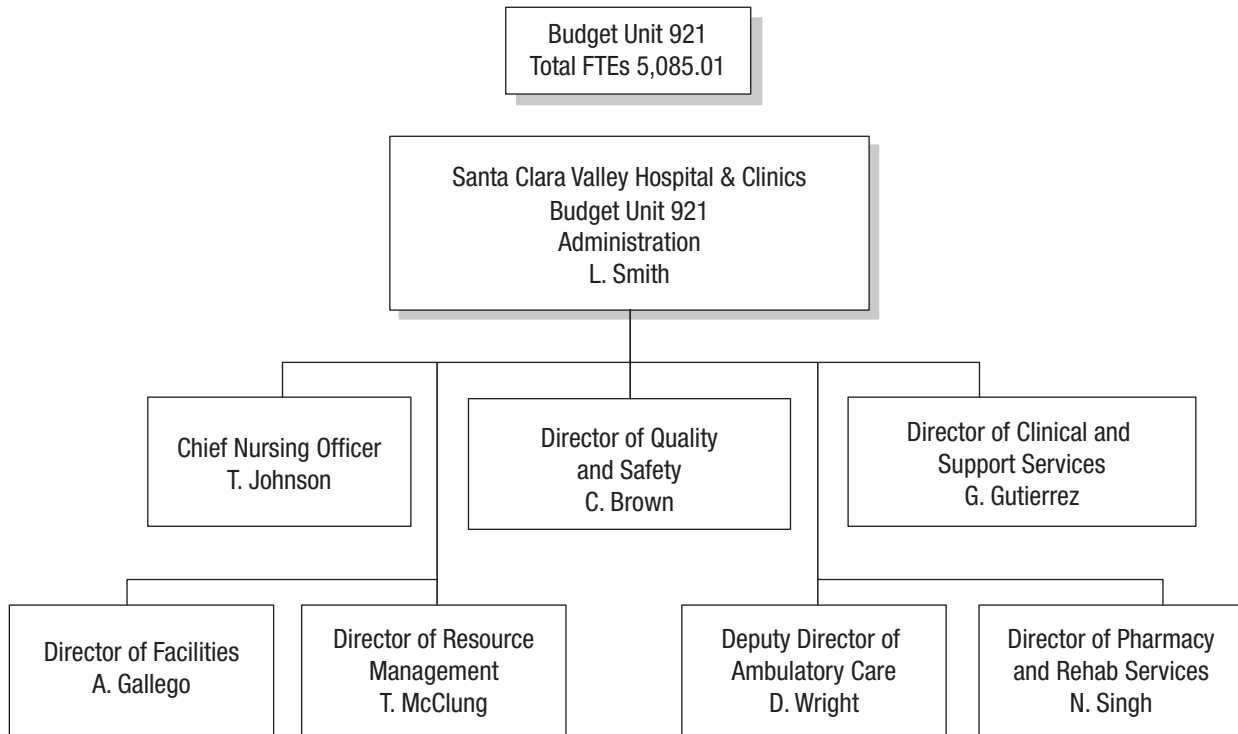 Budget Unit 921
Total FTEs 5,085.01
Santa Clara Valley Hospital & Clinics
Budget Unit 921
Administration
L. Smith
Chief Nursing Officer
T. Johnson
Director of Quality
and Safety
C. Brown
Director of Clinical and
Support Services
G. Gutierrez
Director of Facilities
A. Gallego
Director of Resource
Management
T. McClung
Deputy Director of
Ambulatory Care
D. Wright
Director of Pharmacy
and Rehab Services
N. Singh